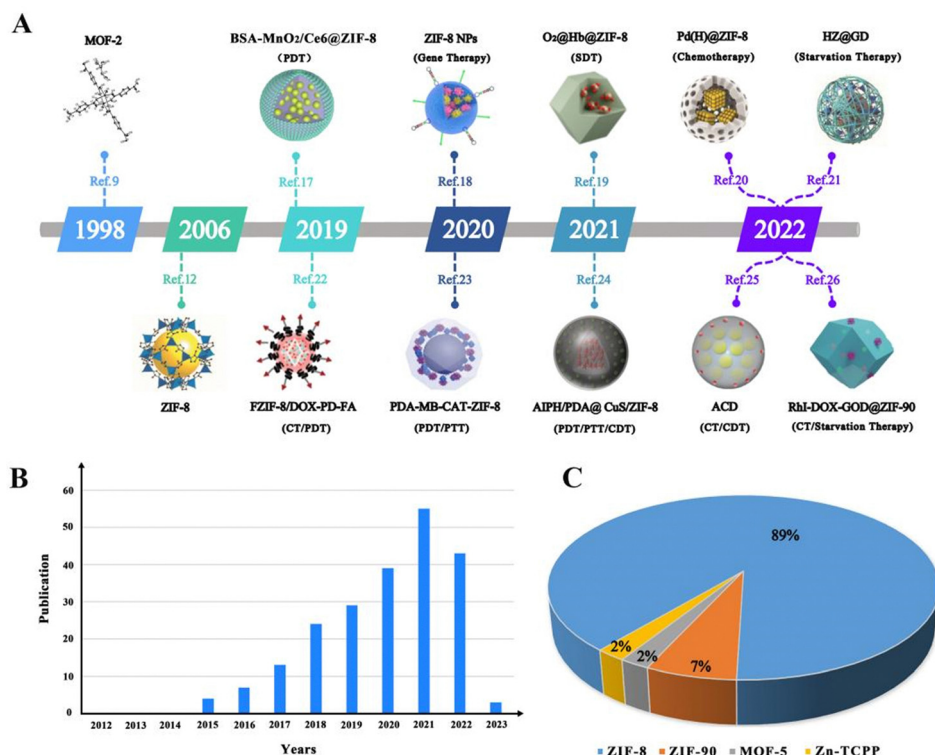 A
MOF-2
BSA-MnO₂/Ce6@ZIF-8
(PDT)
ZIF-8 NPs
(Gene Therapy)
O₂@Hb@ZIF-8
(SDT)
Pd(H)@ZIF-8
(Chemotherapy)
HZ@GD
(Starvation Therapy)
Ref.9
Ref.17
Ref.18
Ref.19
Ref.20
Ref.21
1998
2006
2019
2020
2021
2022
Ref.12
Ref.22
Ref.23
Ref.24
Ref.25
Ref.26
ZIF-8
FZIF-8/DOX-PD-FA
(CT/PDT)
PDA-MB-CAT-ZIF-8
(PDT/PTT)
AIPH/PDA@ CuS/ZIF-8
(PDT/PTT/CDT)
ACD
(CT/CDT)
RhI-DOX-GOD@ZIF-90
(CT/Starvation Therapy)
B
Publication
60
50
40
30
20
10
0
2012 2013 2014 2015 2016 2017 2018 2019 2020 2021 2022 2023
Years
C
89%
2%
2%
7%
ZIF-8 ZIF-90 MOF-5 Zn-TCPP